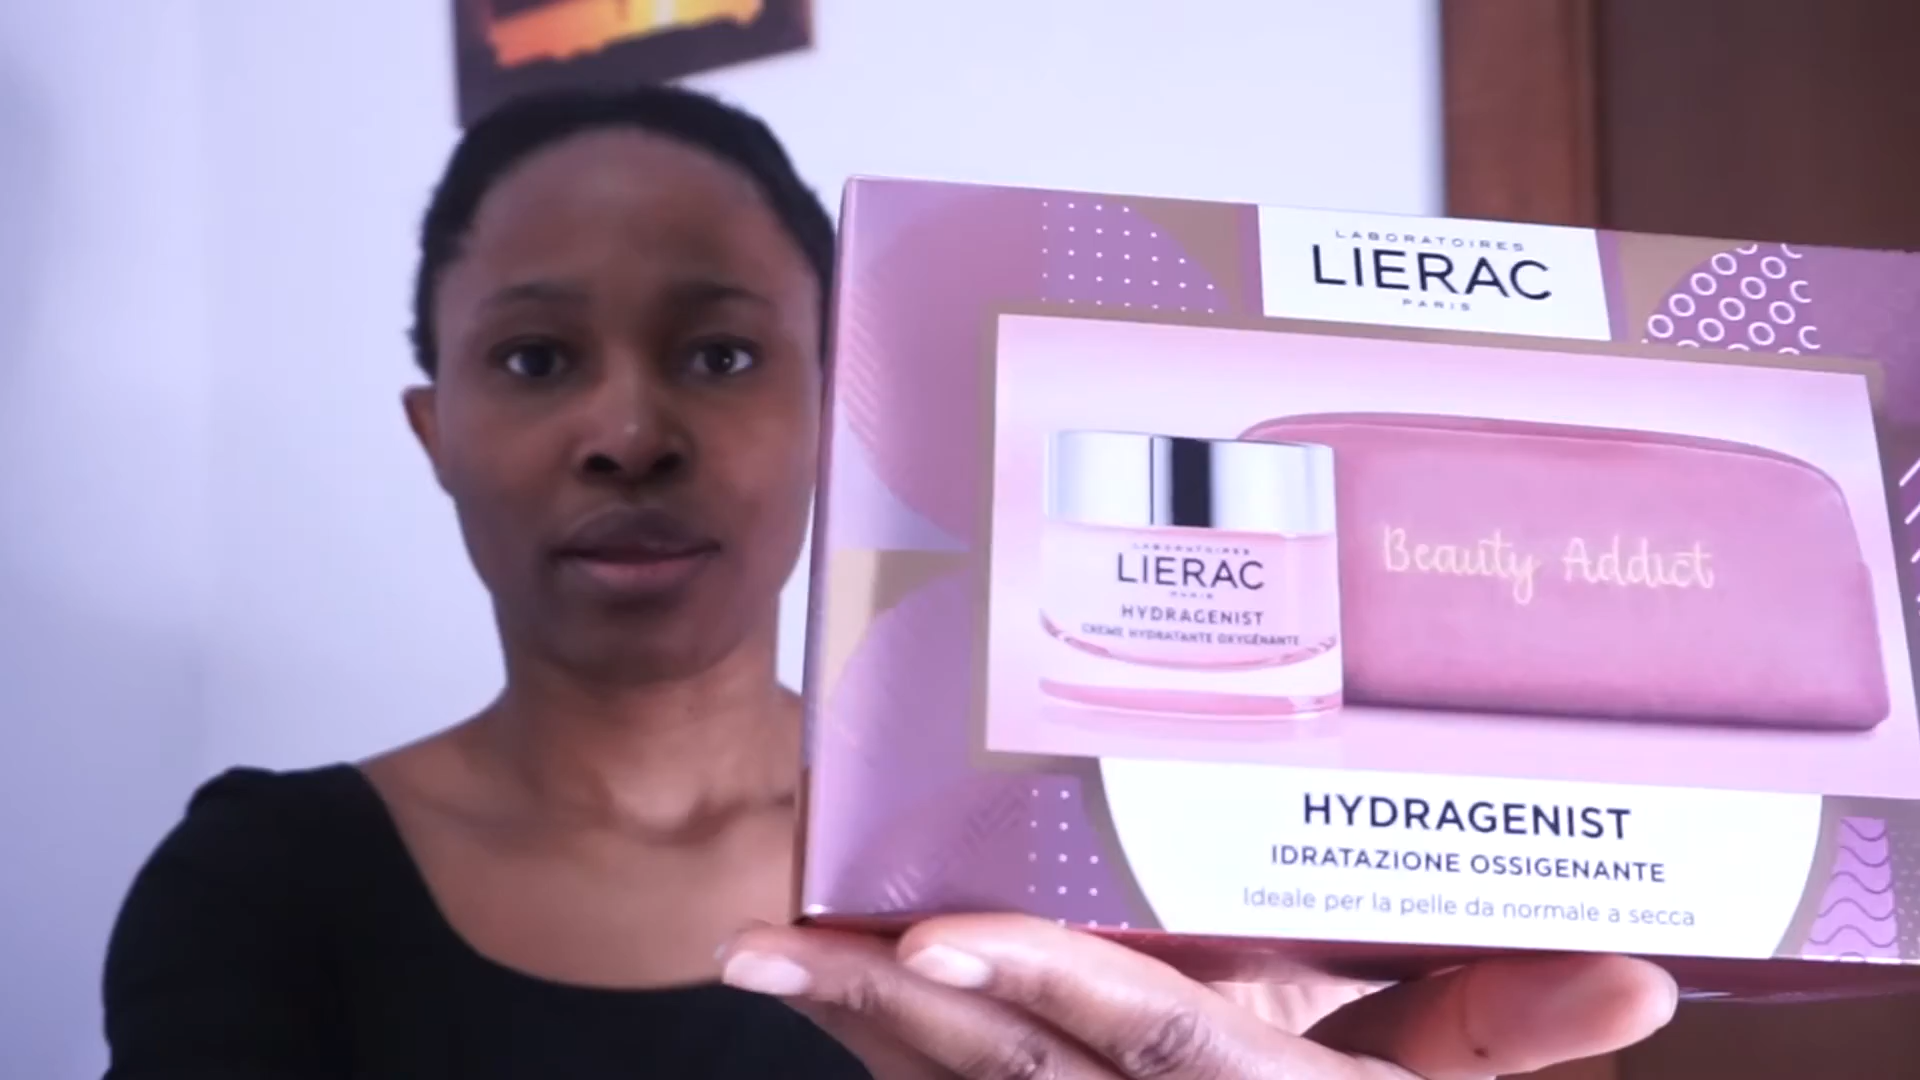 LABORATOIRES
LIERAC
PARIS
LABORATOIRES
LIERAC
PARIS
HYDRAGENIST
CRÈME HYDRATANTE OXYGÉNANTE
Beauty Addict
HYDRAGENIST
IDRATAZIONE OSSIGENANTE
Ideale per la pelle da normale a secca